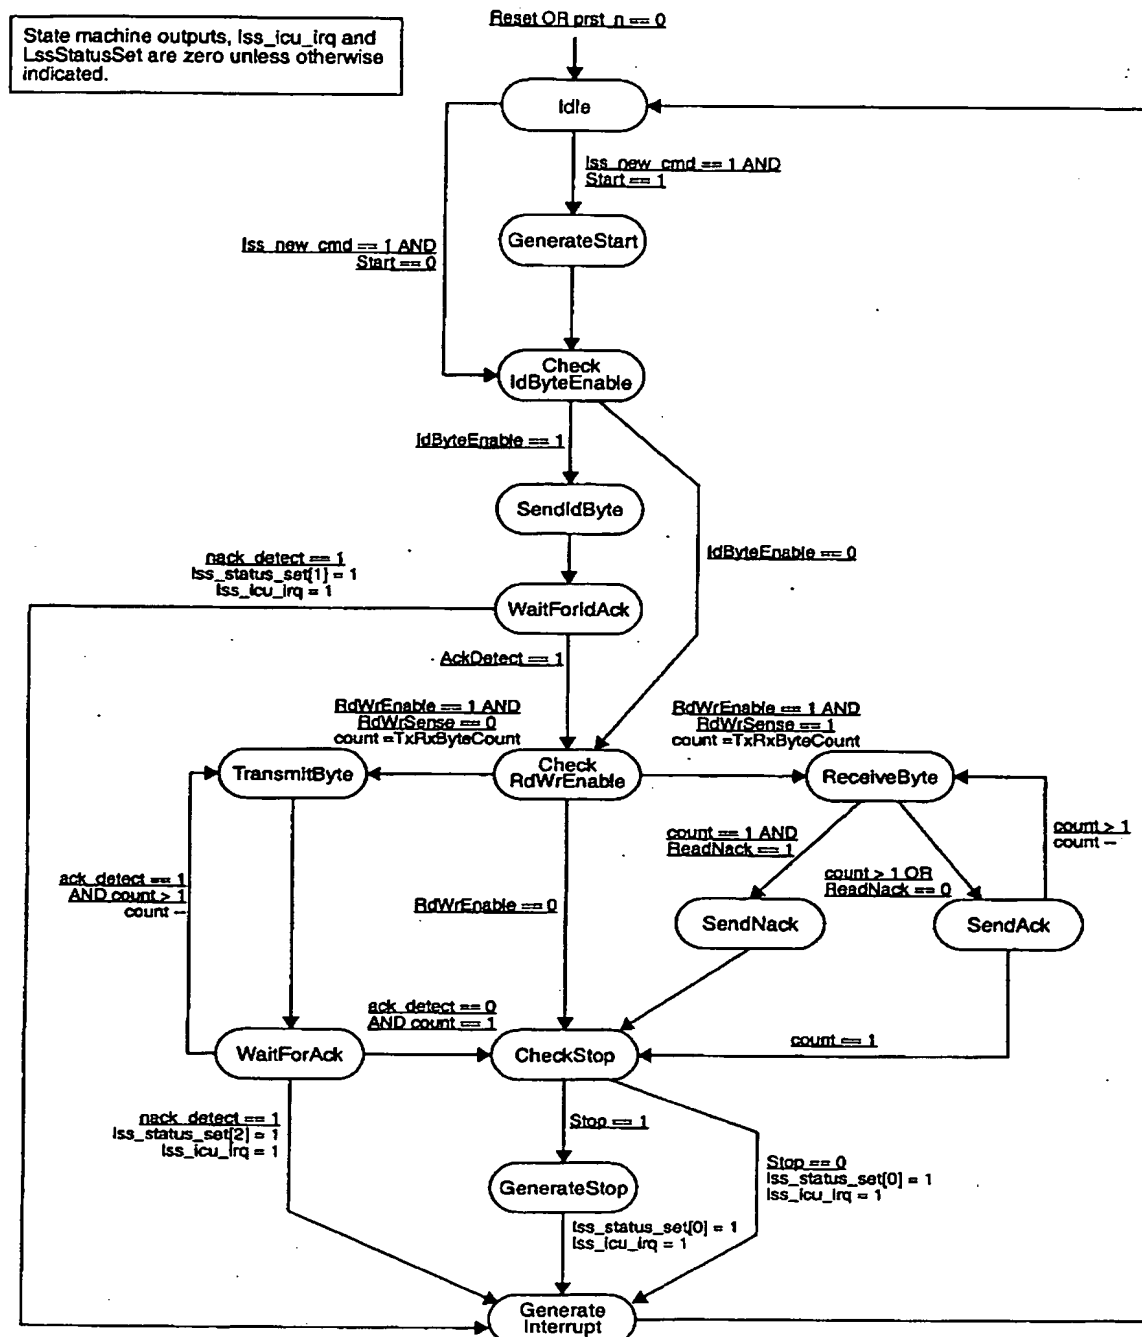 State machine outputs, lss_icu_irq and
LssStatusSet are zero unless otherwise
indicated.
Reset OR prst_n == 0
Idle
lss_new_cmd == 1 AND
Start == 1
GenerateStart
lss_new_cmd == 1 AND
Start == 0
Check
IdByteEnable
IdByteEnable == 1
SendIdByte
IdByteEnable == 0
nack_detect == 1
lss_status_set[1] = 1
lss_icu_irq = 1
WaitForIdAck
AckDetect == 1
RdWrEnable == 1 AND
RdWrSense == 0
count =TxRxByteCount
RdWrEnable == 1 AND
RdWrSense == 1
count =TxRxByteCount
TransmitByte
Check
RdWrEnable
ReceiveByte
count == 1 AND
ReadNack == 1
count > 1
count --
ack_detect == 1
AND count > 1
count --
RdWrEnable == 0
count > 1 OR
ReadNack == 0
SendNack
SendAck
ack_detect == 0
AND count == 1
WaitForAck
CheckStop
count == 1
nack_detect == 1
lss_status_set[2] = 1
lss_icu_irq = 1
Stop == 1
Stop == 0
lss_status_set[0] = 1
lss_icu_irq = 1
GenerateStop
lss_status_set[0] = 1
lss_icu_irq = 1
Generate
Interrupt